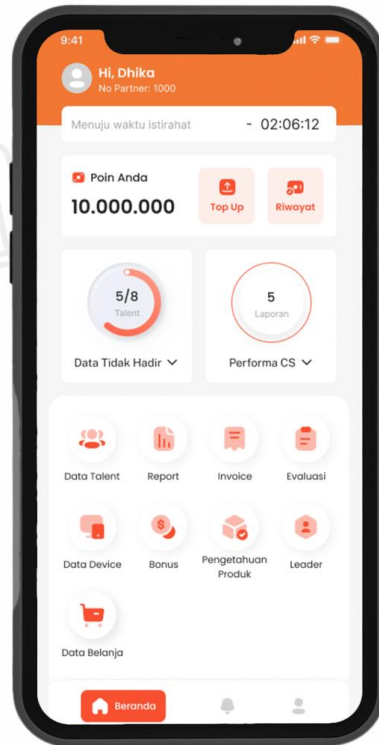 9:41
Hi, Dhika
No Partner: 1000
Menuju waktu istirahat - 02:06:12
Poin Anda
10.000.000
Top Up
Riwayat
5/8
Talent
5
Laporan
Data Tidak Hadir
Performa CS
Data Talent
Report
Invoice
Evaluasi
Data Device
Bonus
Pengetahuan
Produk
Leader
Data Belanja
Beranda